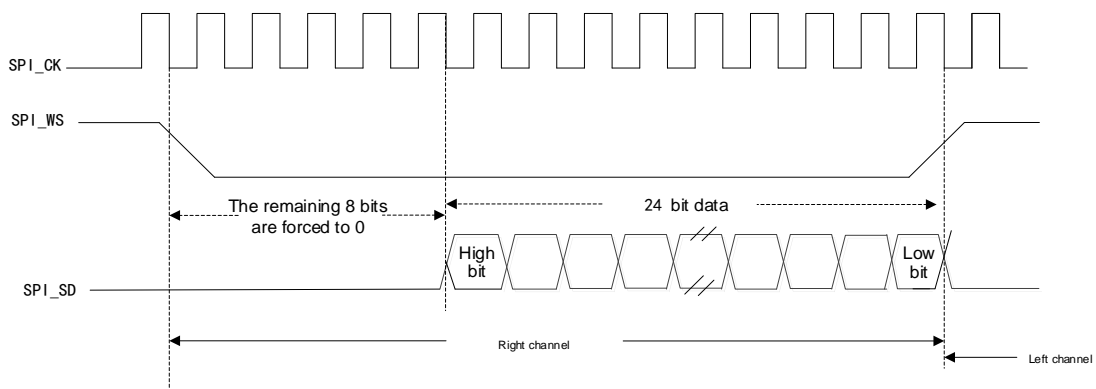 SPI_CK
SPI_WS
The remaining 8 bits
are forced to 0
24 bit data
High
bit
Low
bit
SPI_SD
Right channel
Left channel